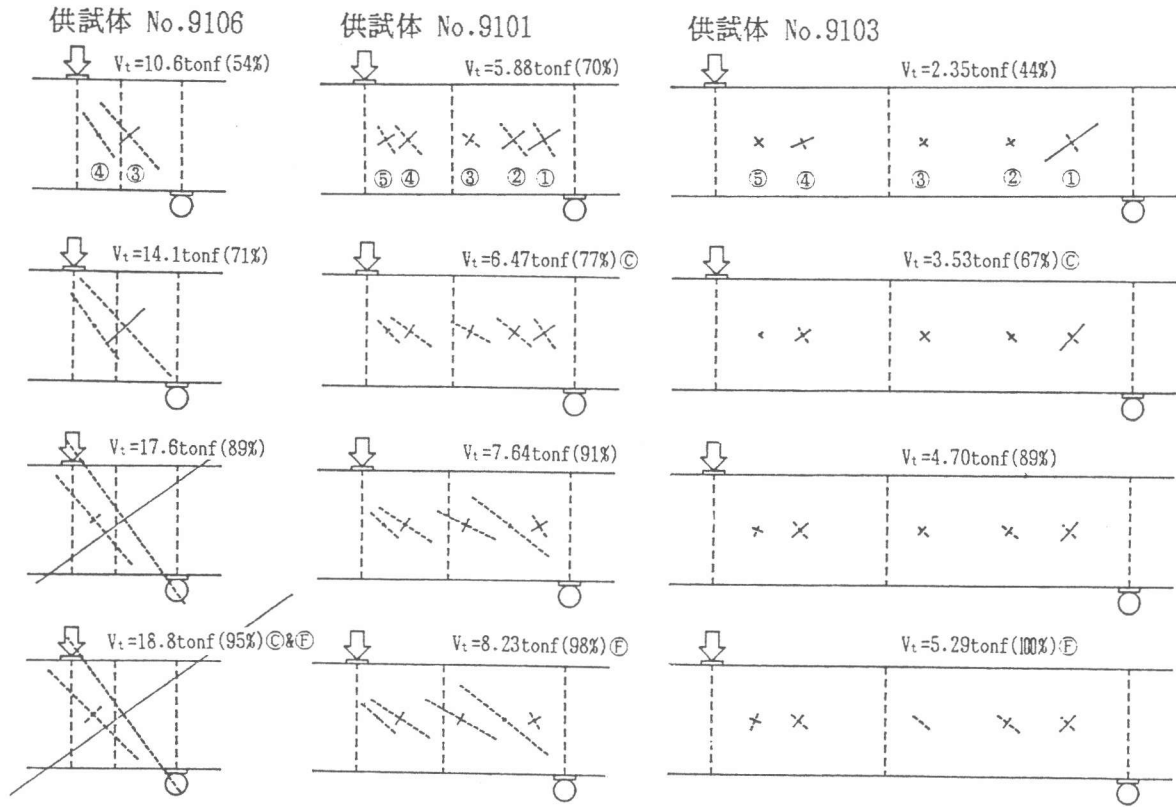 供試体 No.9106
供試体 No.9101
供試体 No.9103
Vt=10.6tonf(54%)
Vt=5.88tonf(70%)
Vt=2.35tonf(44%)
④ ③
⑤ ④ ③ ② ①
⑤ ④ ③ ② ①
Vt=14.1tonf(71%)
Vt=6.47tonf(77%)Ⓒ
Vt=3.53tonf(67%)Ⓒ
Vt=17.6tonf(89%)
Vt=7.64tonf(91%)
Vt=4.70tonf(89%)
Vt=18.8tonf(95%)Ⓒ&Ⓕ
Vt=8.23tonf(98%)Ⓕ
Vt=5.29tonf(100%)Ⓕ